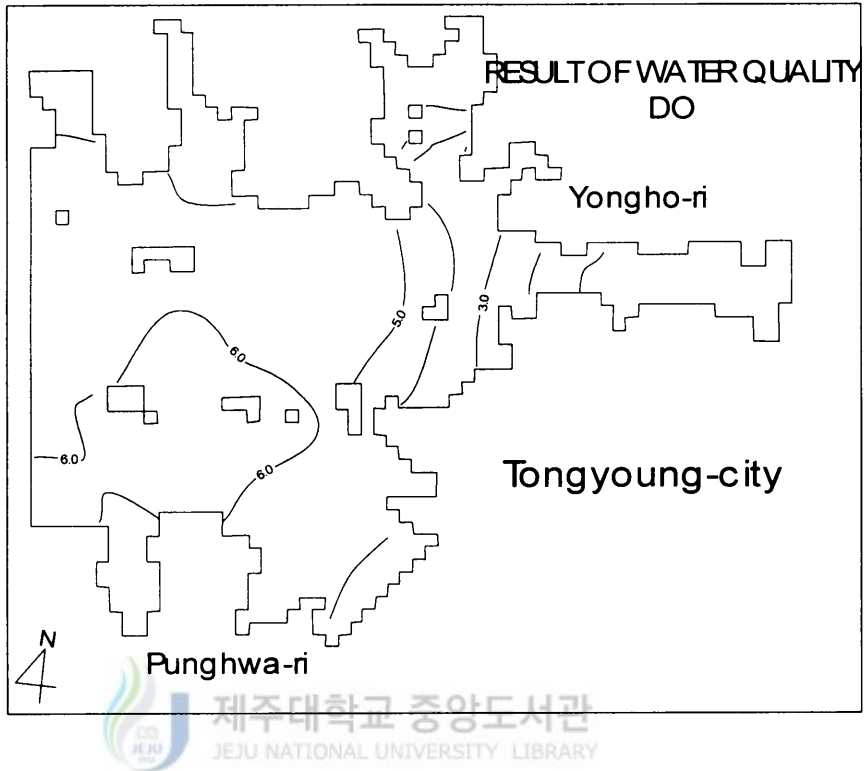 RESULT OF WATER QUALITY
DO
Yongho-ri
5.0
3.0
6.0
6.0
6.0
Tongyoung-city
N
Punghwa-ri
제주대학교 중앙도서관
JEJU NATIONAL UNIVERSITY LIBRARY
JEJU